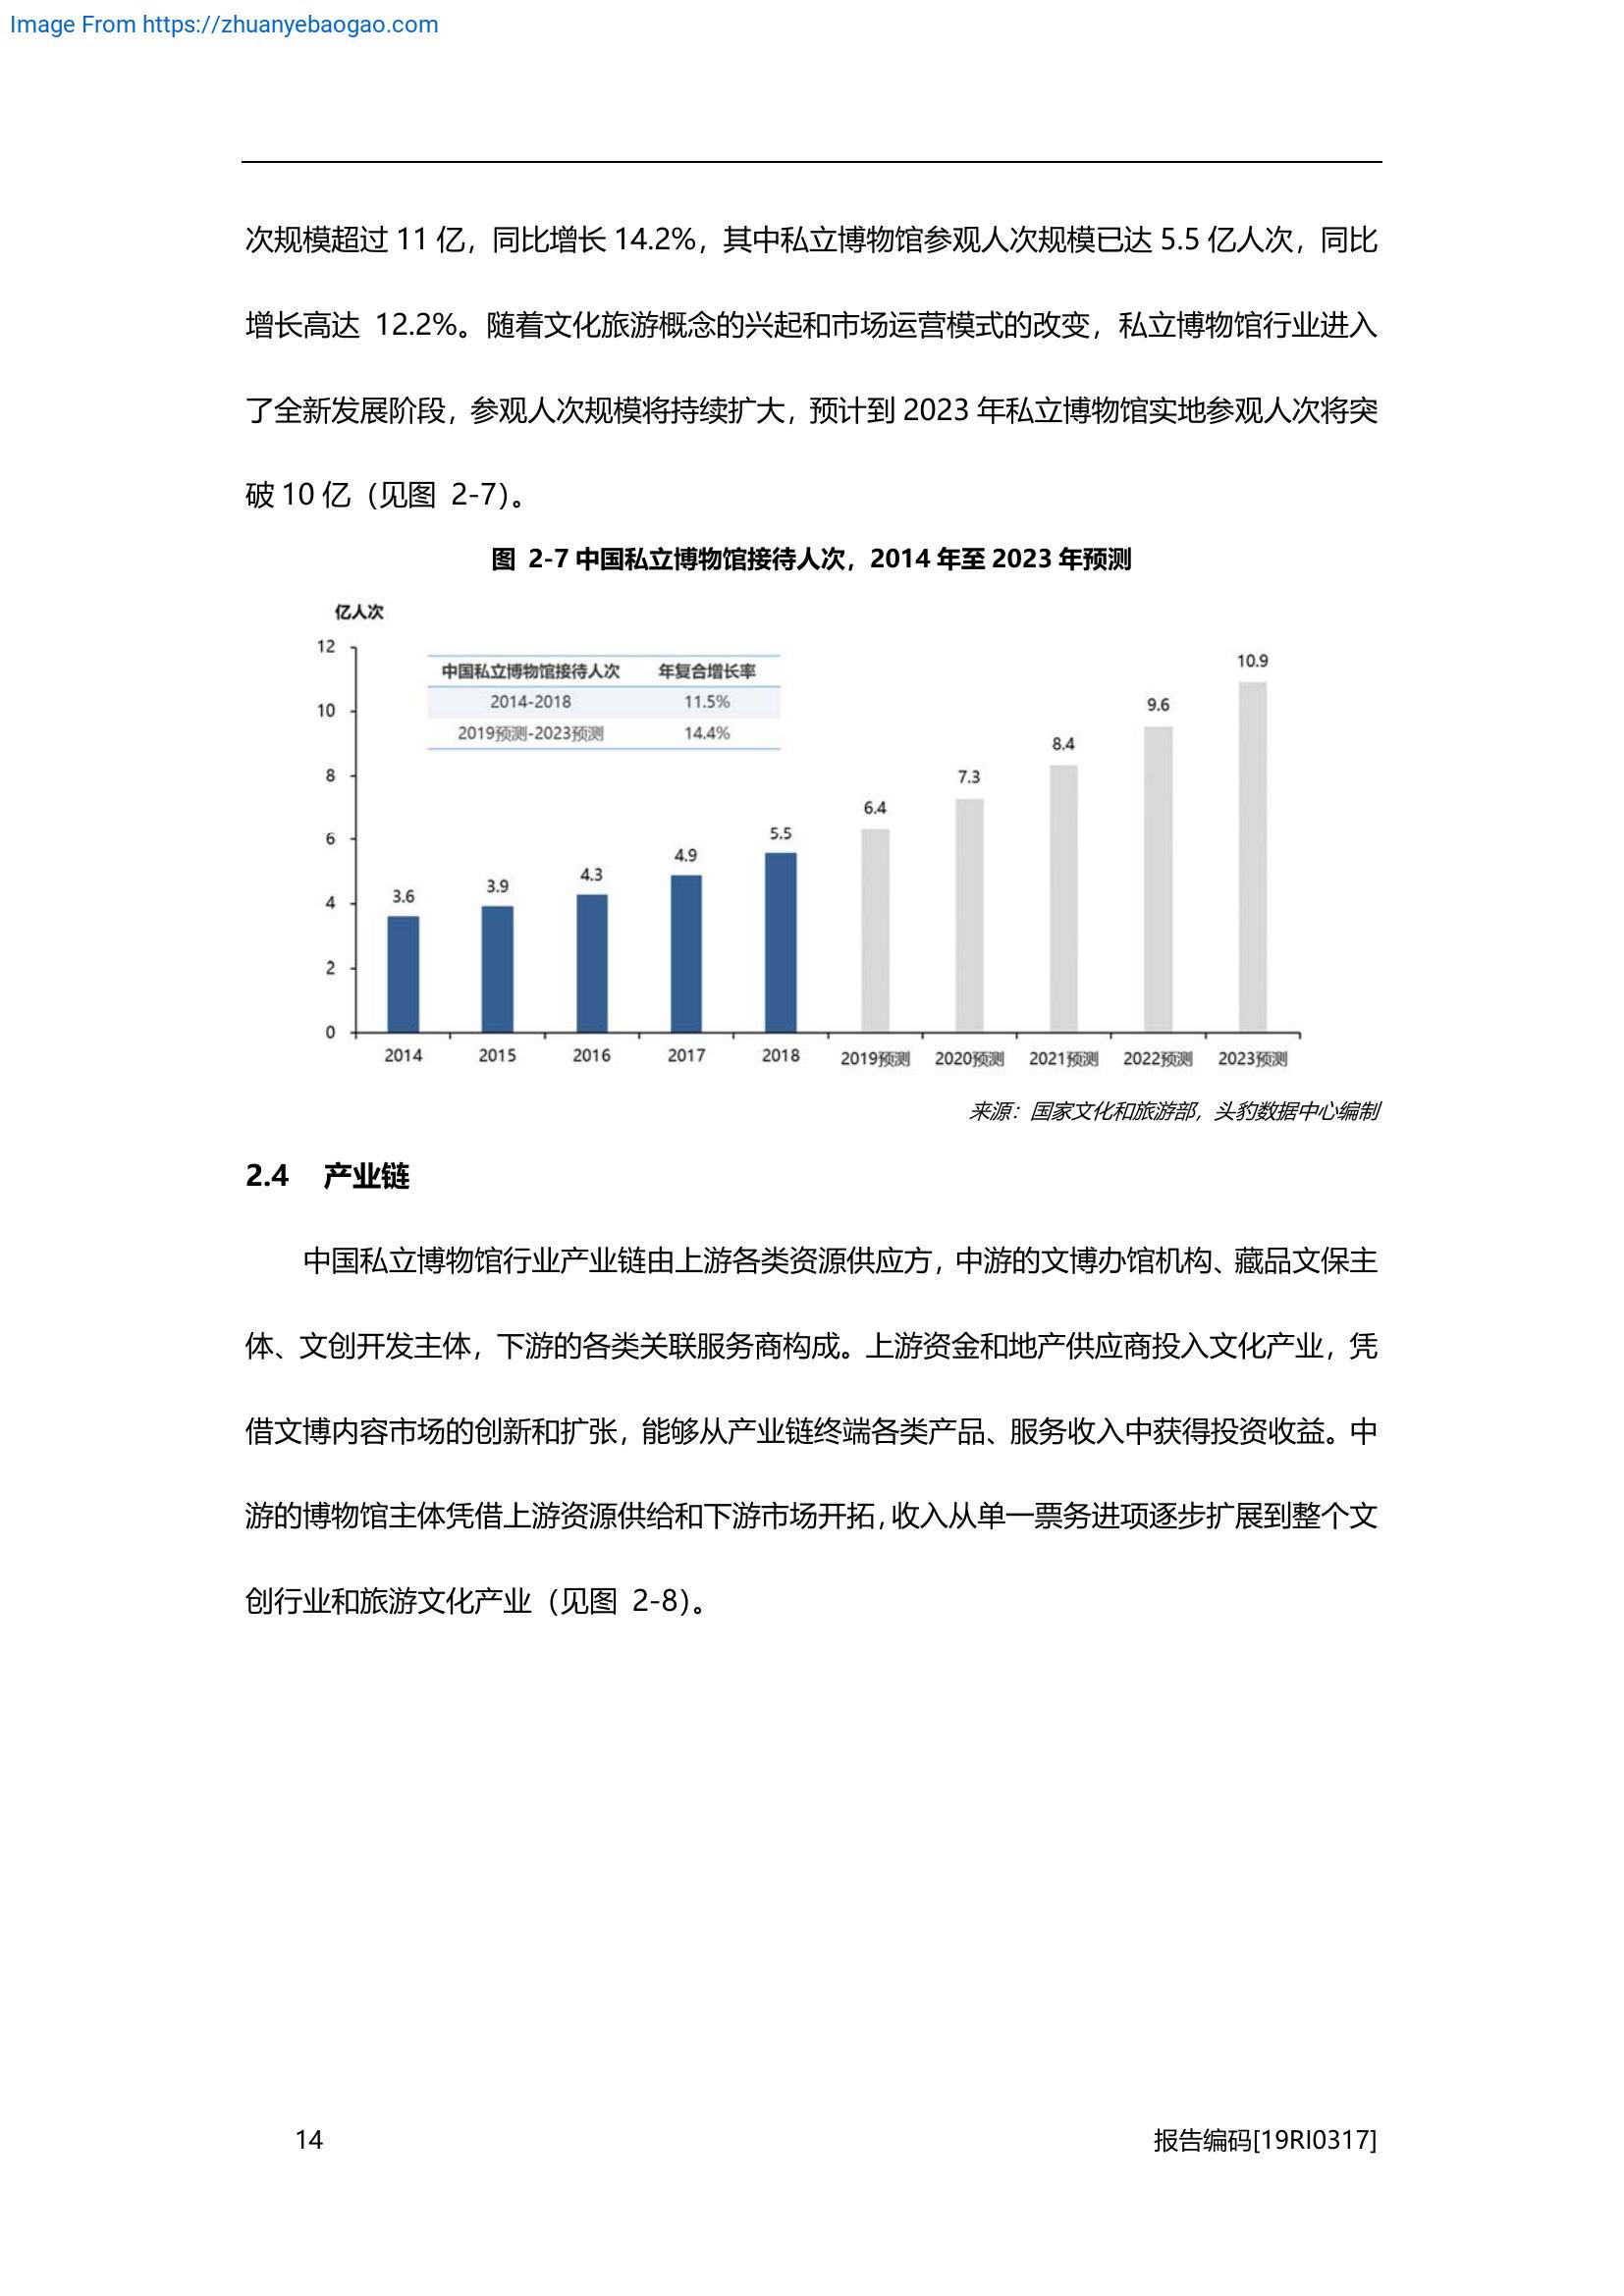 Image From https://zhuanyebaogao.com
次规模超过 11 亿，同比增长 14.2%，其中私立博物馆参观人次规模已达 5.5 亿人次，同比
增长高达 12.2%。随着文化旅游概念的兴起和市场运营模式的改变，私立博物馆行业进入
了全新发展阶段，参观人次规模将持续扩大，预计到 2023 年私立博物馆实地参观人次将突
破 10 亿（见图 2-7）。
图 2-7 中国私立博物馆接待人次，2014 年至 2023 年预测
亿人次
12
10
8
6
4
2
0
中国私立博物馆接待人次 年复合增长率
2014-2018 11.5%
2019预测-2023预测 14.4%
3.6 3.9 4.3 4.9 5.5 6.4 7.3 8.4 9.6 10.9
2014 2015 2016 2017 2018 2019预测 2020预测 2021预测 2022预测 2023预测
来源：国家文化和旅游部，头豹数据中心编制
2.4 产业链
中国私立博物馆行业产业链由上游各类资源供应方，中游的文博办馆机构、藏品文保主
体、文创开发主体，下游的各类关联服务商构成。上游资金和地产供应商投入文化产业，凭
借文博内容市场的创新和扩张，能够从产业链终端各类产品、服务收入中获得投资收益。中
游的博物馆主体凭借上游资源供给和下游市场开拓，收入从单一票务进项逐步扩展到整个文
创行业和旅游文化产业（见图 2-8）。
14 报告编码[19RI0317]